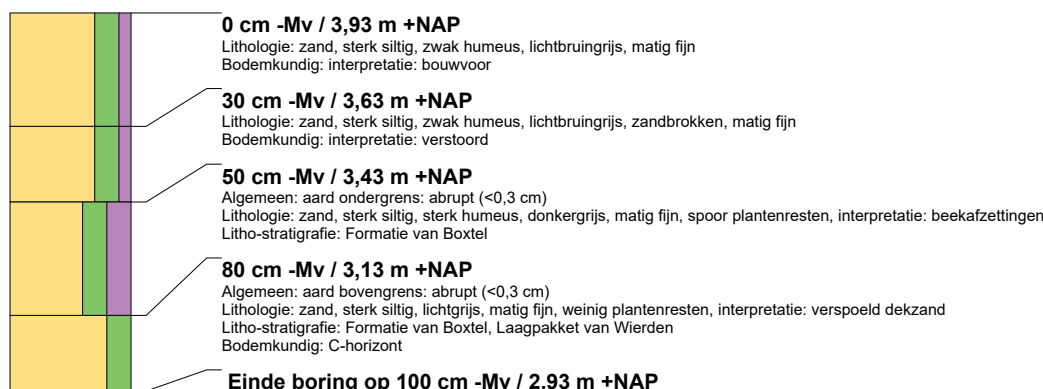 0 cm -Mv / 3,93 m +NAP
Lithologie: zand, sterk siltig, zwak humeus, lichtbruingrijs, matig fijn
Bodemkundig: interpretatie: bouwvoor
30 cm -Mv / 3,63 m +NAP
Lithologie: zand, sterk siltig, zwak humeus, lichtbruingrijs, zandbrokken, matig fijn
Bodemkundig: interpretatie: verstoord
50 cm -Mv / 3,43 m +NAP
Algemeen: aard ondergrens: abrupt (<0,3 cm)
Lithologie: zand, sterk siltig, sterk humeus, donkergrijs, matig fijn, spoor plantenresten, interpretatie: beekafzettingen
Litho-stratigrafie: Formatie van Boxtel
80 cm -Mv / 3,13 m +NAP
Algemeen: aard bovengrens: abrupt (<0,3 cm)
Lithologie: zand, sterk siltig, lichtgrijs, matig fijn, weinig plantenresten, interpretatie: verspoeld dekzand
Litho-stratigrafie: Formatie van Boxtel, Laagpakket van Wierden
Bodemkundig: C-horizont
Einde boring op 100 cm -Mv / 2,93 m +NAP